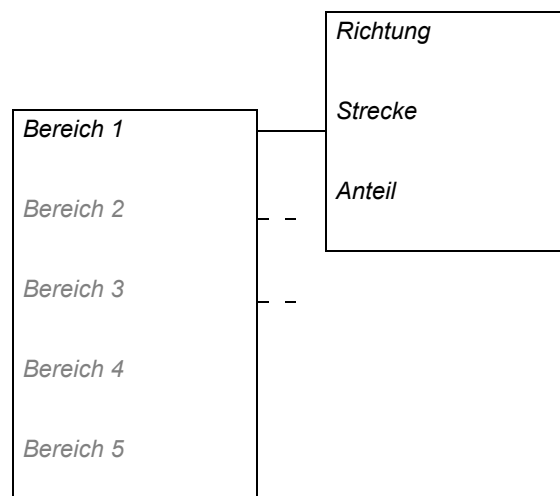 Richtung
Strecke
Anteil
Bereich 1
Bereich 2
Bereich 3
Bereich 4
Bereich 5